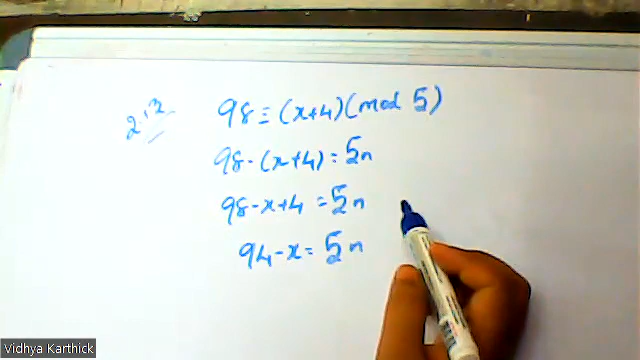 2.12
98 ≡ (x+4) (mod 5)
98 - (x+4) = 5n
98 - x+4 = 5n
94 - x = 5n
Vidhya Karthick